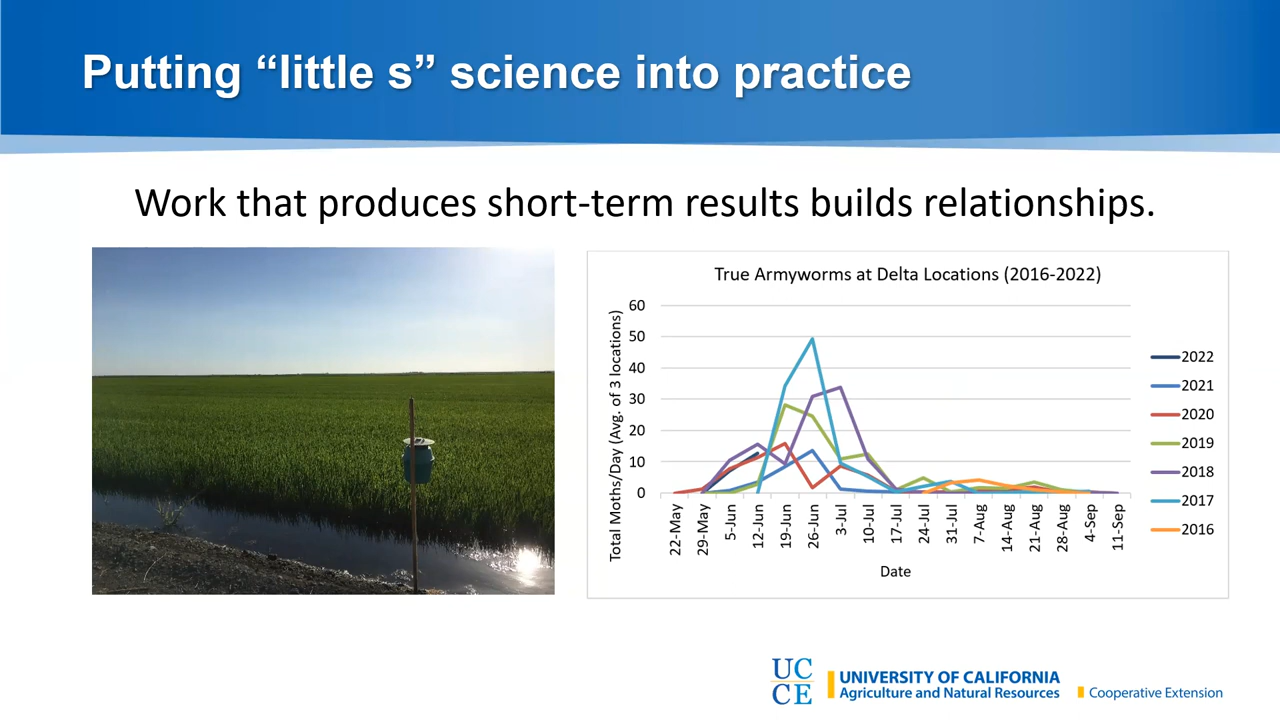 Putting “little s” science into practice
Work that produces short-term results builds relationships.
True Armyworms at Delta Locations (2016-2022)
Total Moths/Day (Avg. of 3 locations)
60
50
40
30
20
10
0
22-May
29-May
5-Jun
12-Jun
19-Jun
26-Jun
3-Jul
10-Jul
17-Jul
24-Jul
31-Jul
7-Aug
14-Aug
21-Aug
28-Aug
4-Sep
11-Sep
Date
2022
2021
2020
2019
2018
2017
2016
UC
CE
UNIVERSITY OF CALIFORNIA
Agriculture and Natural Resources
Cooperative Extension